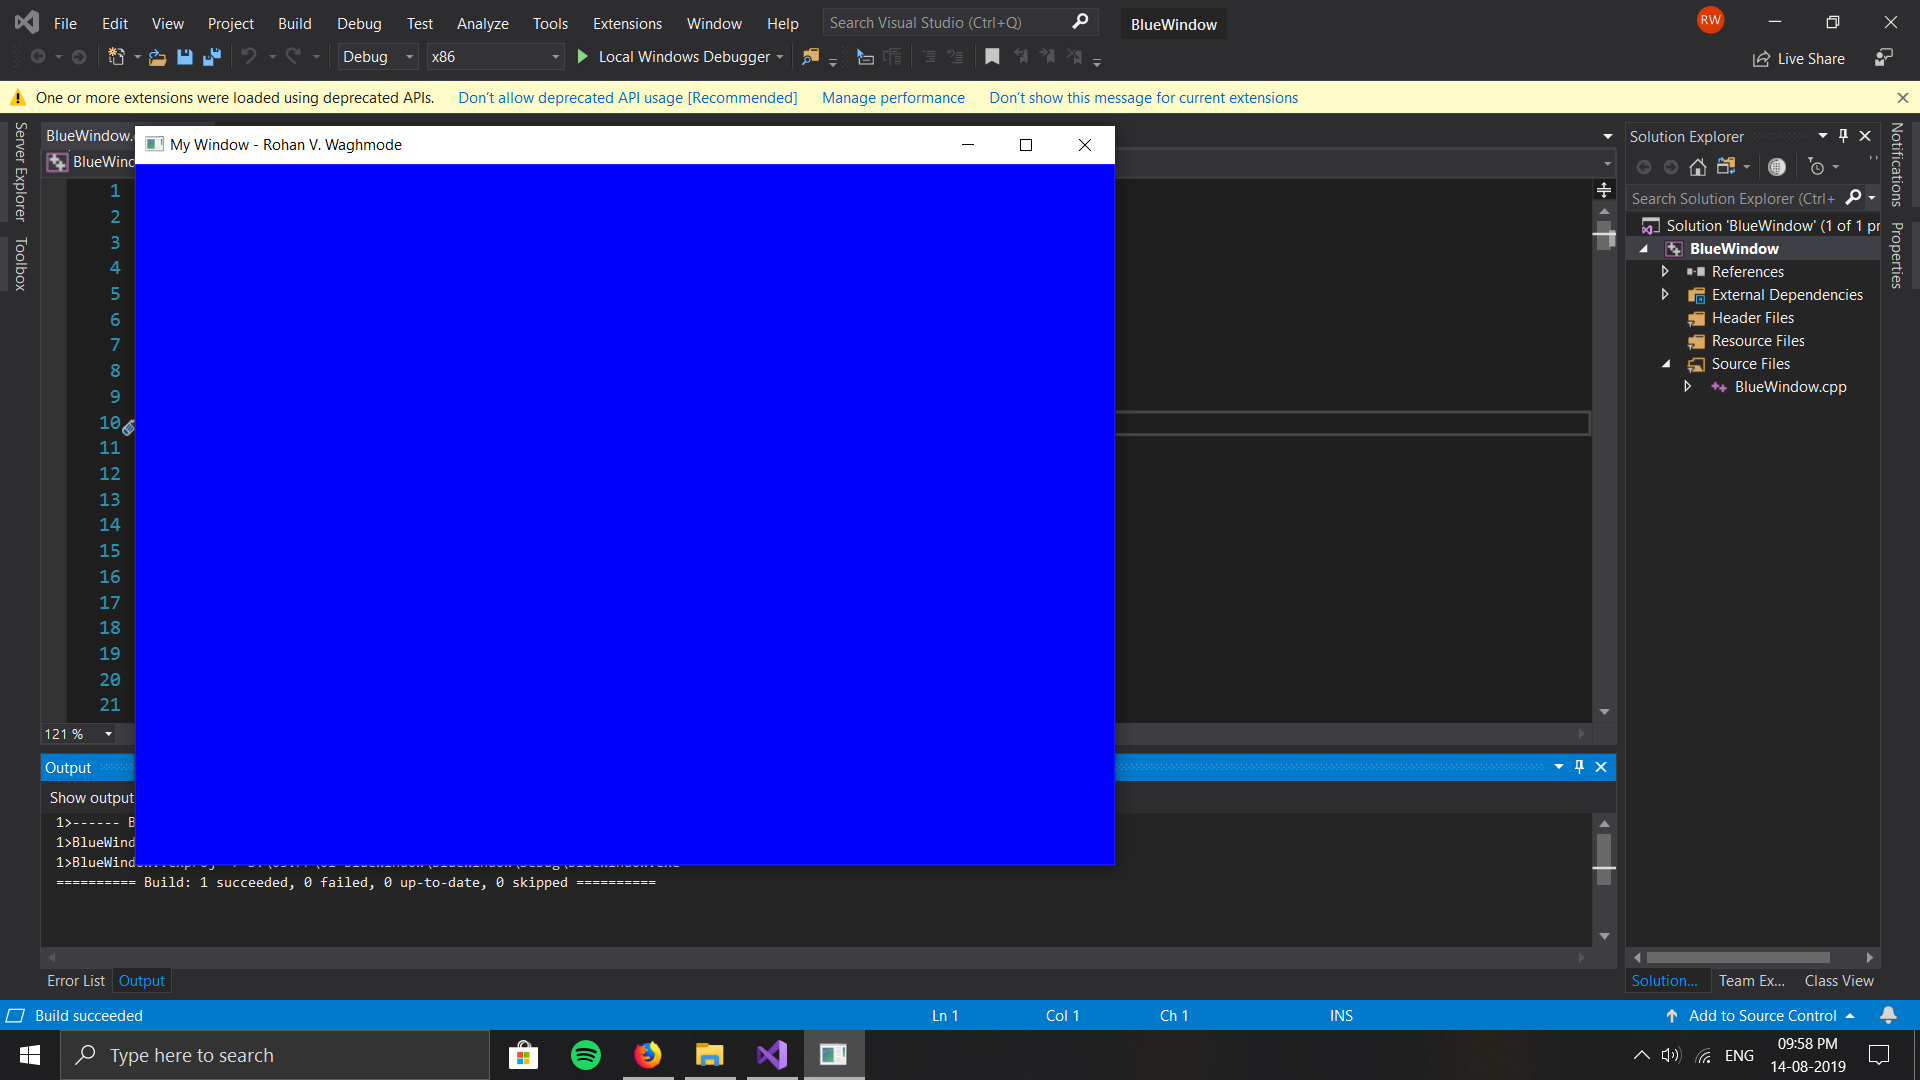 File Edit View Project Build Debug Test Analyze Tools Extensions Window Help Search Visual Studio (Ctrl+Q) BlueWindow RW
Debug x86 Local Windows Debugger Live Share
One or more extensions were loaded using deprecated APIs. Don't allow deprecated API usage [Recommended] Manage performance Don't show this message for current extensions
Server Explorer
Toolbox
BlueWindow.
BlueWind
My Window - Rohan V. Waghmode
1
2
3
4
5
6
7
8
9
10
11
12
13
14
15
16
17
18
19
20
21
121 %
Solution Explorer
Search Solution Explorer (Ctrl+
Solution 'BlueWindow' (1 of 1 pr
BlueWindow
References
External Dependencies
Header Files
Resource Files
Source Files
BlueWindow.cpp
Notifications
Properties
Output
Show output
1>------ B
1>BlueWind
1>BlueWind
========== Build: 1 succeeded, 0 failed, 0 up-to-date, 0 skipped ==========
Error List Output
Solution... Team Ex... Class View
Build succeeded Ln 1 Col 1 Ch 1 INS Add to Source Control
Type here to search
ENG
09:58 PM
14-08-2019